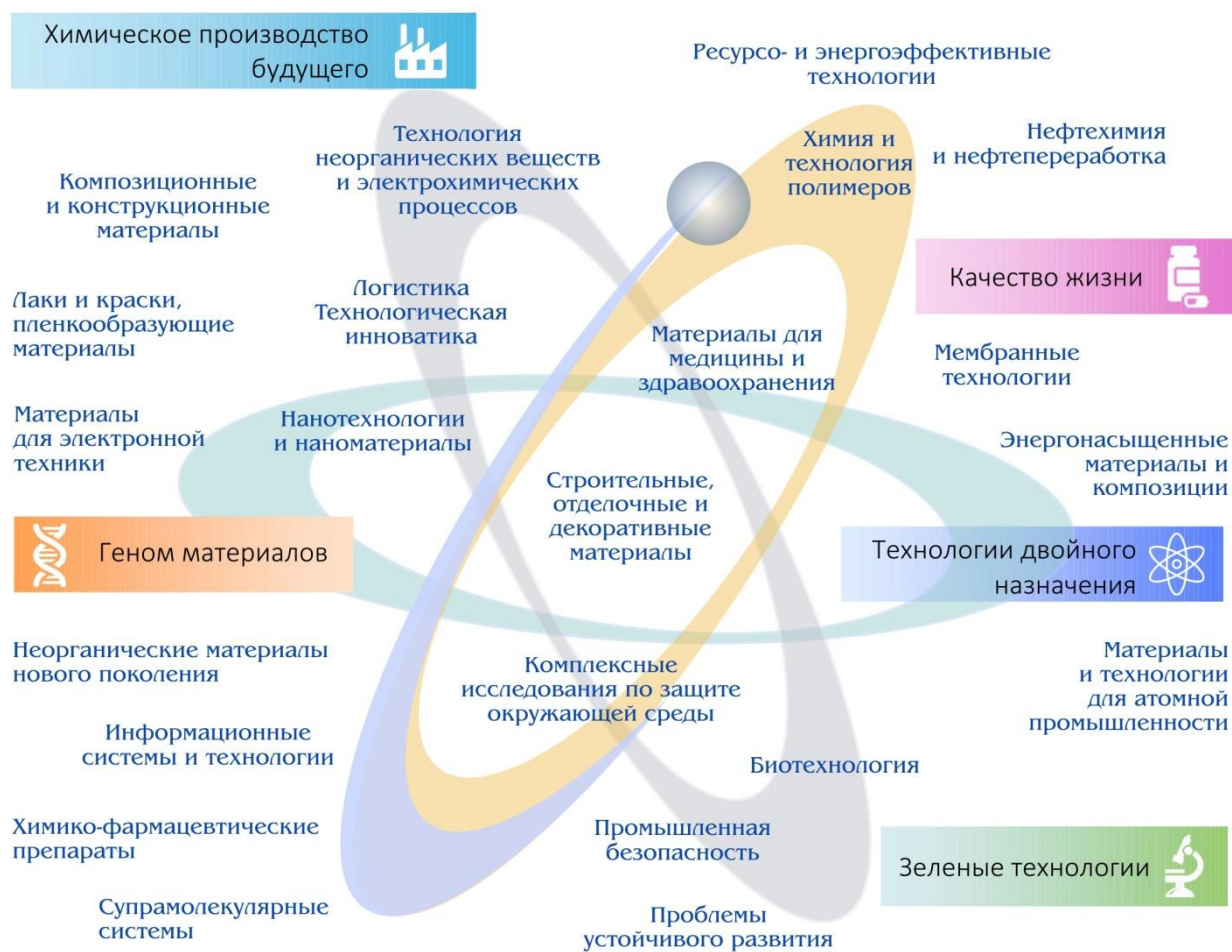 Химическое производство
будущего
Ресурсо- и энергоэффективные
технологии
Технология
неорганических веществ
и электрохимических
процессов
Химия и
технология
полимеров
Нефтехимия
и нефтепереработка
Композиционные
и конструкционные
материалы
Качество жизни
Лаки и краски,
пленкообразующие
материалы
Логистика
Технологическая
инноватика
Материалы для
медицины и
здравоохранения
Мембранные
технологии
Материалы
для электронной
техники
Нанотехнологии
и наноматериалы
Энергонасыщенные
материалы и
композиции
Строительные,
отделочные и
декоративные
материалы
Геном материалов
Технологии двойного
назначения
Неорганические материалы
нового поколения
Комплексные
исследования по защите
окружающей среды
Материалы
и технологии
для атомной
промышленности
Информационные
системы и технологии
Биотехнология
Химико-фармацевтические
препараты
Промышленная
безопасность
Зеленые технологии
Супрамолекулярные
системы
Проблемы
устойчивого развития